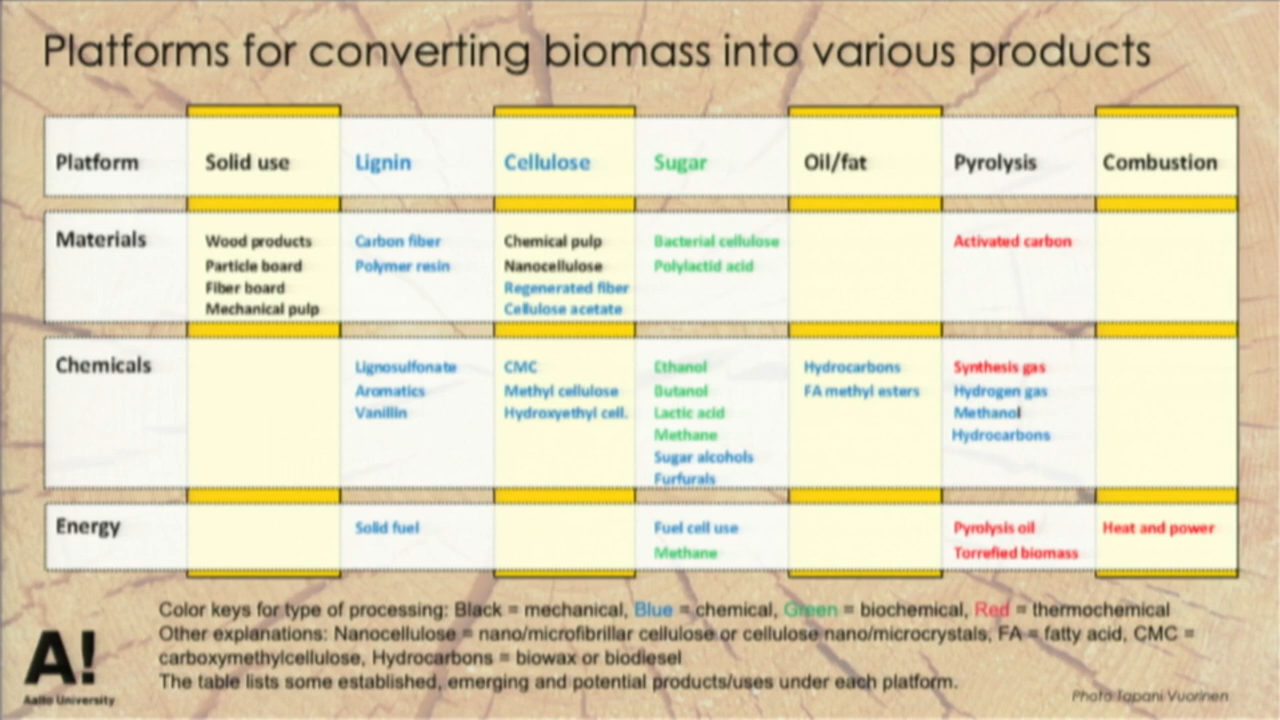 Platforms for converting biomass into various products
Platform Solid use Lignin Cellulose Sugar Oil/fat Pyrolysis Combustion
Materials Wood products Carbon fiber Chemical pulp Bacterial cellulose Activated carbon
Particle board Polymer resin Nanocellulose Polylactid acid
Fiber board Regenerated fiber
Mechanical pulp Cellulose acetate
Chemicals Lignosulfonate CMC Ethanol Hydrocarbons Synthesis gas
Aromatics Methyl cellulose Butanol FA methyl esters Hydrogen gas
Vanillin Hydroxyethyl cell. Lactic acid Methanol
Methane Hydrocarbons
Sugar alcohols
Furfurals
Energy Solid fuel Fuel cell use Pyrolysis oil Heat and power
Methane Torrefied biomass
Color keys for type of processing: Black = mechanical, Blue = chemical, Green = biochemical, Red = thermochemical
Other explanations: Nanocellulose = nano/microfibrillar cellulose or cellulose nano/microcrystals, FA = fatty acid, CMC =
carboxymethylcellulose, Hydrocarbons = biowax or biodiesel
The table lists some established, emerging and potential products/uses under each platform.
A!
Aalto University
Photo Tapani Vuorinen